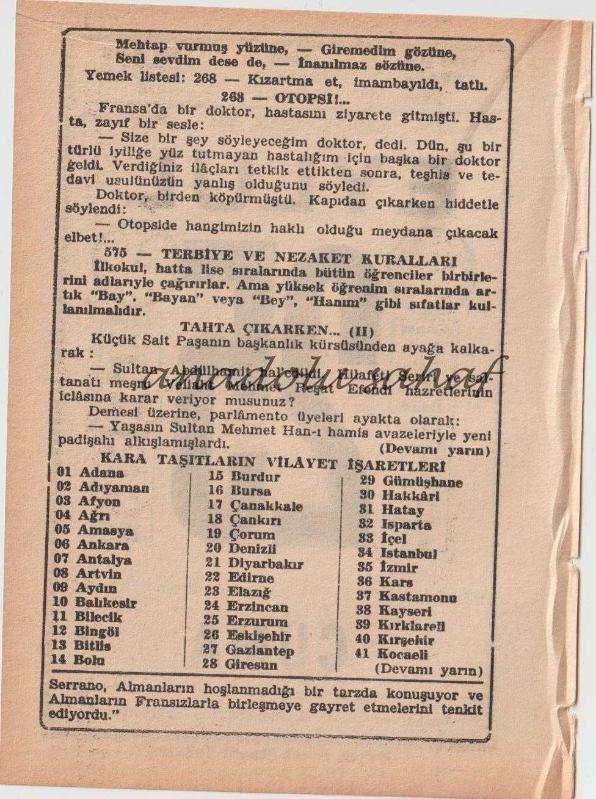 Mehtap vurmuş yüzüne, — Giremedim gözüne,
Seni sevdim dese de, — İnanılmaz sözüne.
Yemek listesi: 268 — Kızartma et, imambayıldı, tatlı.
268 — OTOPSİ!...
Fransa'da bir doktor, hastasını ziyarete gitmişti. Has-
ta, zayıf bir sesle:
— Size bir şey söyleyeceğim doktor, dedi. Dün, şu bir
türlü iyiliğe yüz tutmayan hastalığım için başka bir doktor
geldi. Verdiğiniz ilâçları tetkik ettikten sonra, teşhis ve te-
davi usulünüzün yanlış olduğunu söyledi.
Doktor, birden köpürmüştü. Kapıdan çıkarken hiddetle
söylendi:
— Otopside hangimizin haklı olduğu meydana çıkacak
elbet!...
575 — TERBİYE VE NEZAKET KURALLARI
İlkokul, hatta lise sıralarında bütün öğrenciler birbirle-
rini adlarıyle çağırırlar. Ama yüksek öğrenim sıralarında ar-
tık "Bay", "Bayan" veya "Bey", "Hanım" gibi sıfatlar kul-
lanılmalıdır.
TAHTA ÇIKARKEN... (II)
Küçük Sait Paşanın başkanlık kürsüsünden ayağa kalka-
rak :
— Sultan Abdülhamit
tanatı Reşat Efendi hazretlerinin
iclâsına karar veriyor musunuz?
Demesi üzerine, parlâmento üyeleri ayakta olarak:
— Yaşasın Sultan Mehmet Han-ı hamis avazeleriyle yeni
padişahı alkışlamışlardı. (Devamı yarın)
anadolu sahaf
KARA TAŞITLARIN VİLÂYET İŞARETLERİ
01 Adana
02 Adıyaman
03 Afyon
04 Ağrı
05 Amasya
06 Ankara
07 Antalya
08 Artvin
09 Aydın
10 Balıkesir
11 Bilecik
12 Bingöl
13 Bitlis
14 Bolu
15 Burdur
16 Bursa
17 Çanakkale
18 Çankırı
19 Çorum
20 Denizli
21 Diyarbakır
22 Edirne
23 Elazığ
24 Erzincan
25 Erzurum
26 Eskişehir
27 Gaziantep
28 Giresun
29 Gümüşhane
30 Hakkâri
31 Hatay
32 Isparta
33 İçel
34 İstanbul
35 İzmir
36 Kars
37 Kastamonu
38 Kayseri
39 Kırklareli
40 Kırşehir
41 Kocaeli
(Devamı yarın)
Serrano, Almanların hoşlanmadığı bir tarzda konuşuyor ve
Almanların Fransızlarla birleşmeye gayret etmelerini tenkit
ediyordu."